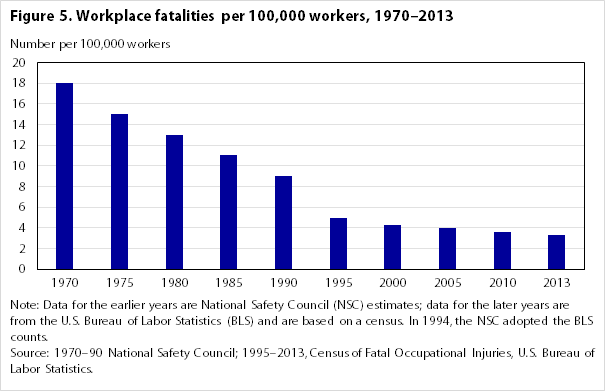 Figure 5. Workplace fatalities per 100,000 workers, 1970–2013
Number per 100,000 workers
20
18
16
14
12
10
8
6
4
2
0
1970 1975 1980 1985 1990 1995 2000 2005 2010 2013
Note: Data for the earlier years are National Safety Council (NSC) estimates; data for the later years are
from the U.S. Bureau of Labor Statistics (BLS) and are based on a census. In 1994, the NSC adopted the BLS
counts.
Source: 1970–90 National Safety Council; 1995–2013, Census of Fatal Occupational Injuries, U.S. Bureau of
Labor Statistics.